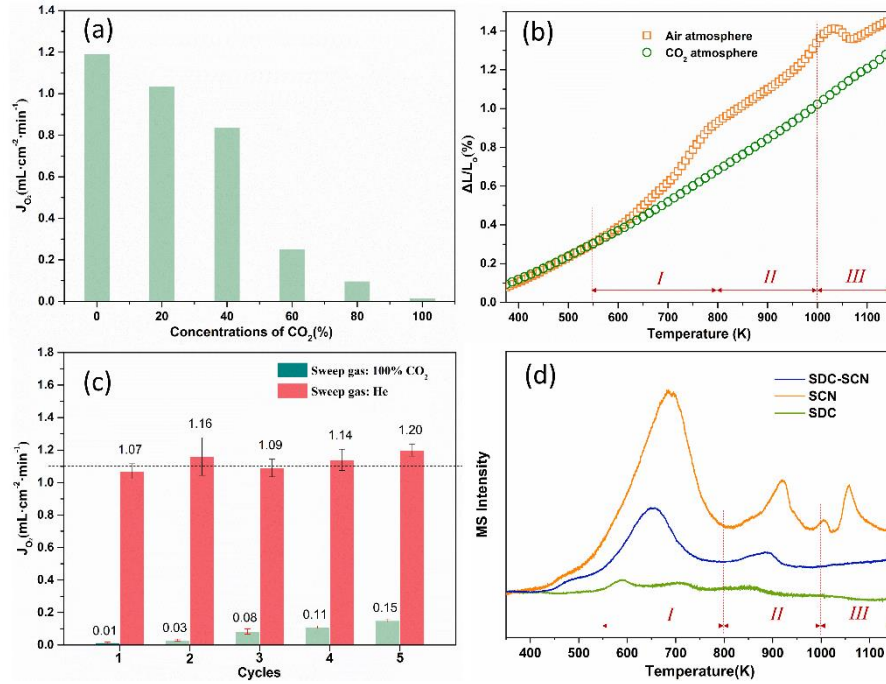 (a)
1.4
1.2
1.0
0.8
0.6
0.4
0.2
0.0
0 20 40 60 80 100
Concentrations of CO₂(%)
J_O₂(mL·cm⁻²·min⁻¹)
(b)
Air atmosphere
CO₂ atmosphere
1.4
1.2
1.0
0.8
0.6
0.4
0.2
0.0
I II III
400 500 600 700 800 900 1000 1100
Temperature (K)
ΔL/Lₒ(%)
(c)
Sweep gas: 100% CO₂
Sweep gas: He
1.8
1.6
1.4
1.2
1.0
0.8
0.6
0.4
0.2
0.0
1.07 1.16 1.09 1.14 1.20
0.01 0.03 0.08 0.11 0.15
1 2 3 4 5
Cycles
J_O₂(mL·cm⁻²·min⁻¹)
(d)
SDC-SCN
SCN
SDC
I II III
400 500 600 700 800 900 1000 1100
Temperature(K)
MS Intensity